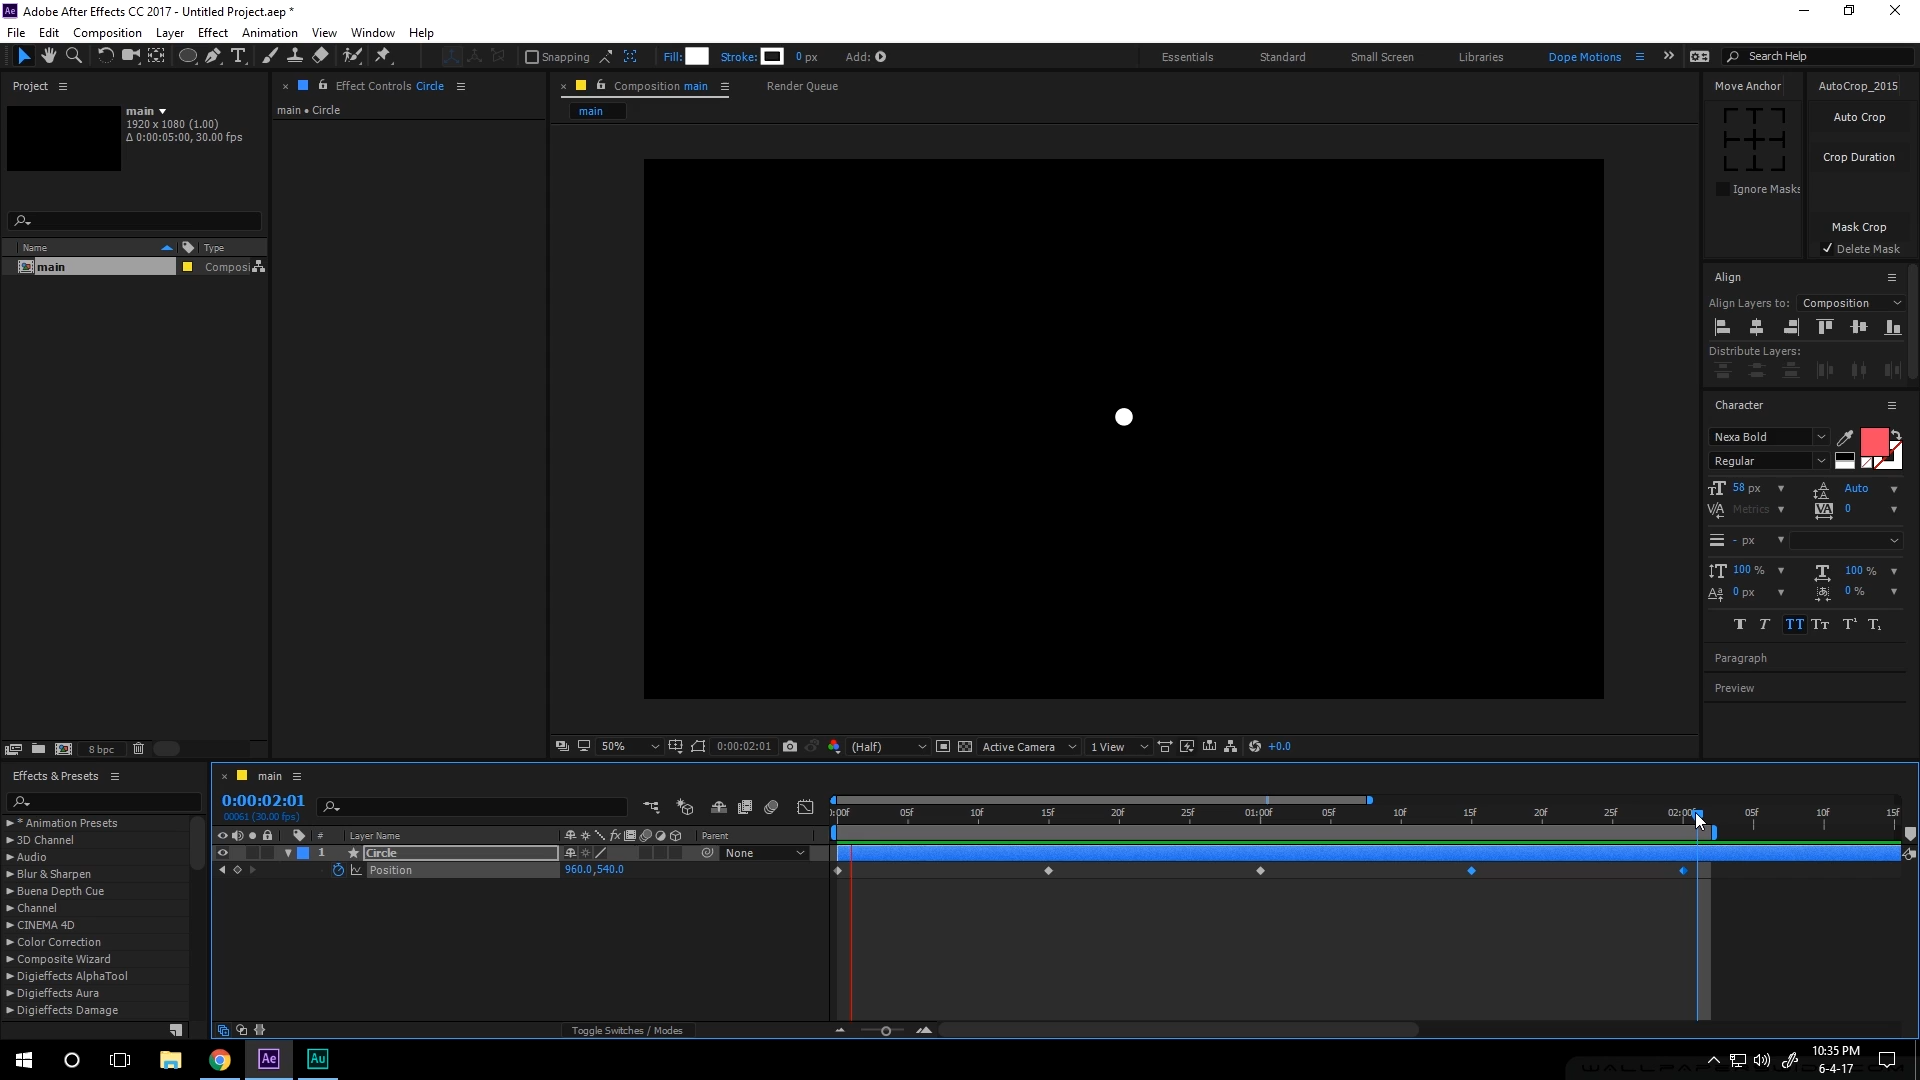 Adobe After Effects CC 2017 - Untitled Project.aep *
File Edit Composition Layer Effect Animation View Window Help
Snapping Fill: Stroke: 0 px Add: Essentials Standard Small Screen Libraries Dope Motions Search Help
Project
main
1920 x 1080 (1.00)
Δ 0:00:05:00, 30.00 fps
Name Type
main Composi
8 bpc
Effect Controls Circle
main • Circle
Composition main Render Queue
main
50% 0:00:02:01 (Half) Active Camera 1 View +0.0
Move Anchor
Ignore Masks
AutoCrop_2015
Auto Crop
Crop Duration
Mask Crop
Delete Mask
Align
Align Layers to: Composition
Distribute Layers:
Character
Nexa Bold
Regular
58 px Auto
Metrics 0
- px
100 % 100 %
0 px 0 %
Paragraph
Preview
Effects & Presets
* Animation Presets
3D Channel
Audio
Blur & Sharpen
Buena Depth Cue
Channel
CINEMA 4D
Color Correction
Composite Wizard
Digieffects AlphaTool
Digieffects Aura
Digieffects Damage
main
0:00:02:01
00061 (30.00 fps)
):00f 05f 10f 15f 20f 25f 01:00f 05f 10f 15f 20f 25f 02:00f 05f 10f 15f
# Layer Name Parent
1 Circle None
Position 960.0,540.0
Toggle Switches / Modes
Ae Au
10:35 PM
6-4-17